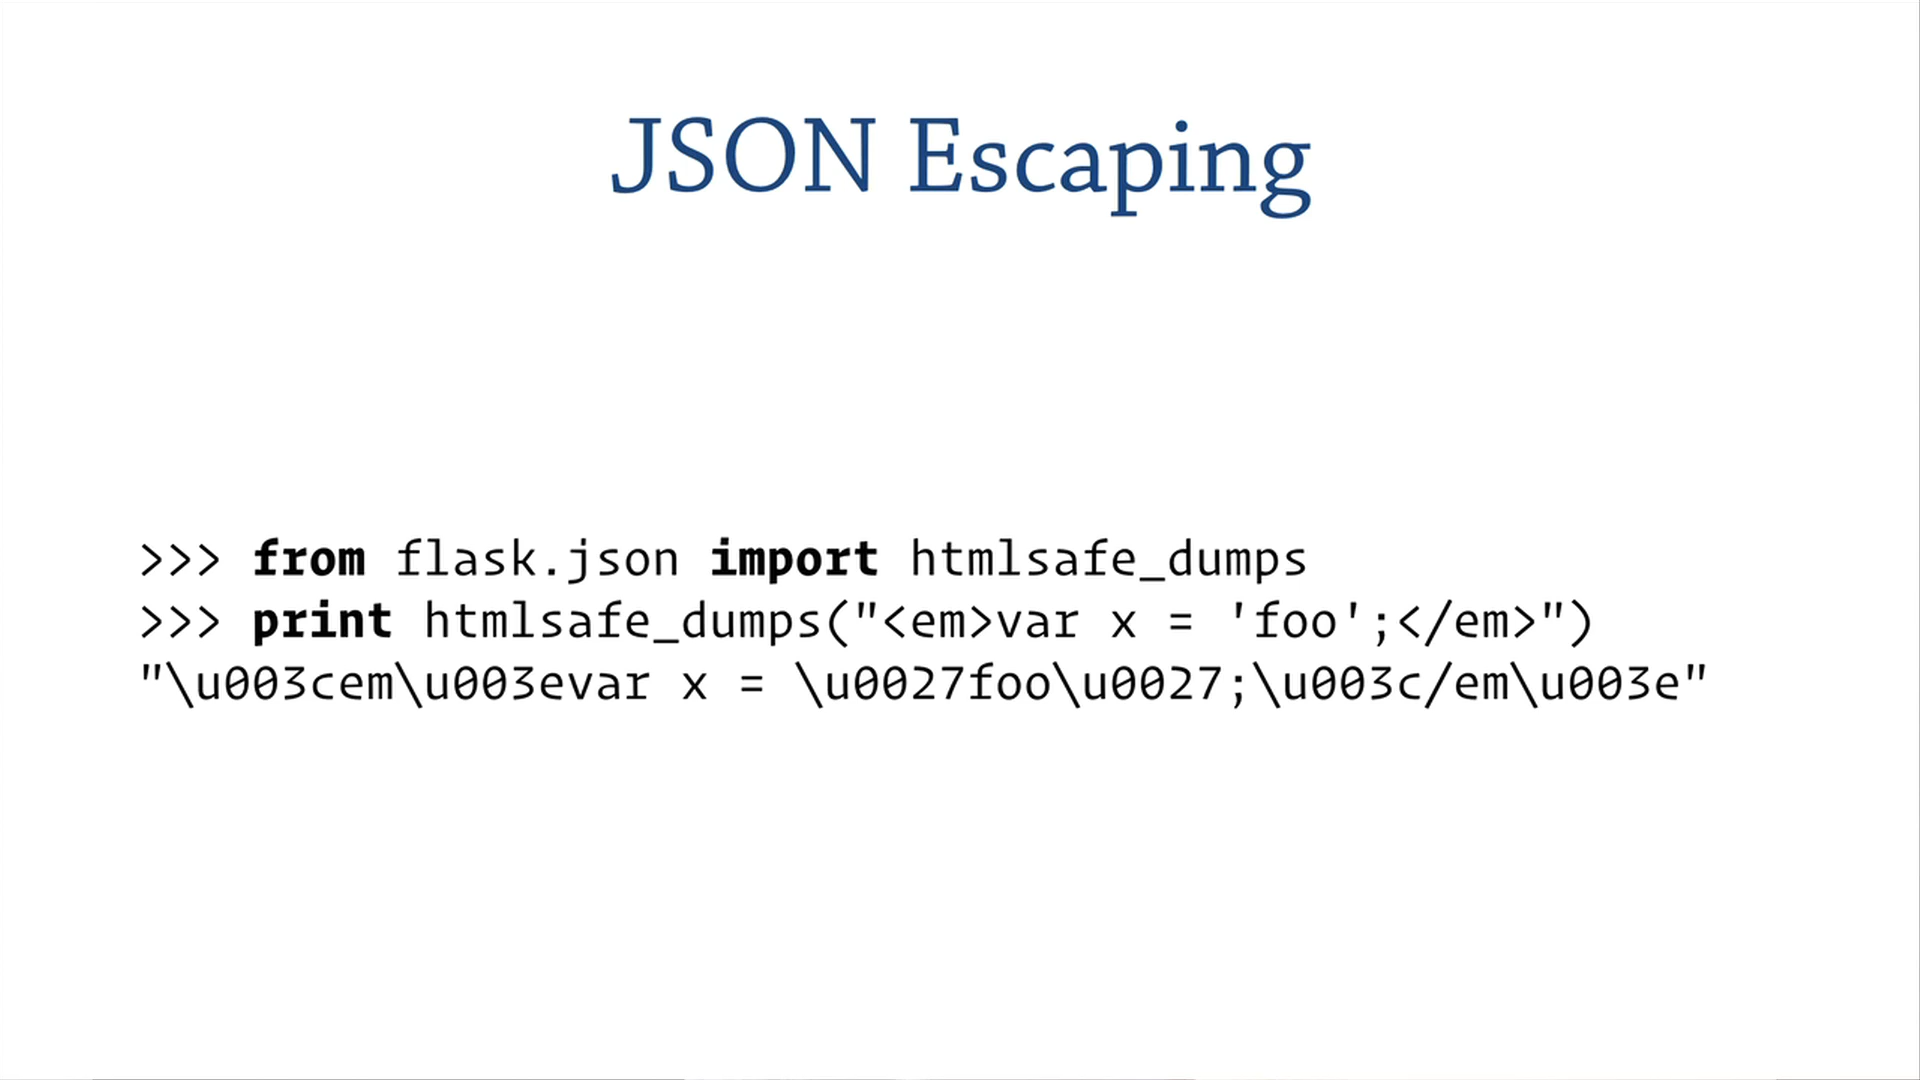 JSON Escaping
>>> from flask.json import htmlsafe_dumps
>>> print htmlsafe_dumps("<em>var x = 'foo';</em>")
"\u003cem\u003evar x = \u0027foo\u0027;\u003c/em\u003e"